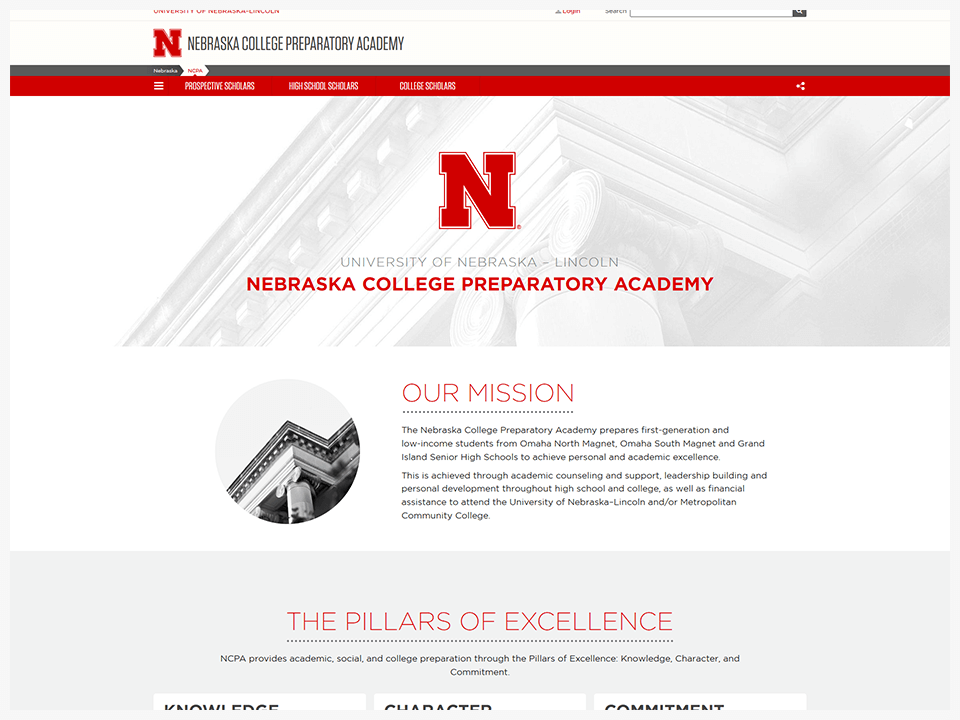 UNIVERSITY OF NEBRASKA–LINCOLN
Login
Search
N NEBRASKA COLLEGE PREPARATORY ACADEMY
Nebraska NCPA
PROSPECTIVE SCHOLARS HIGH SCHOOL SCHOLARS COLLEGE SCHOLARS
N®
UNIVERSITY OF NEBRASKA – LINCOLN
NEBRASKA COLLEGE PREPARATORY ACADEMY
OUR MISSION
The Nebraska College Preparatory Academy prepares first-generation and
low-income students from Omaha North Magnet, Omaha South Magnet and Grand
Island Senior High Schools to achieve personal and academic excellence.
This is achieved through academic counseling and support, leadership building and
personal development throughout high school and college, as well as financial
assistance to attend the University of Nebraska–Lincoln and/or Metropolitan
Community College.
THE PILLARS OF EXCELLENCE
NCPA provides academic, social, and college preparation through the Pillars of Excellence: Knowledge, Character, and
Commitment.
KNOWLEDGE CHARACTER COMMITMENT